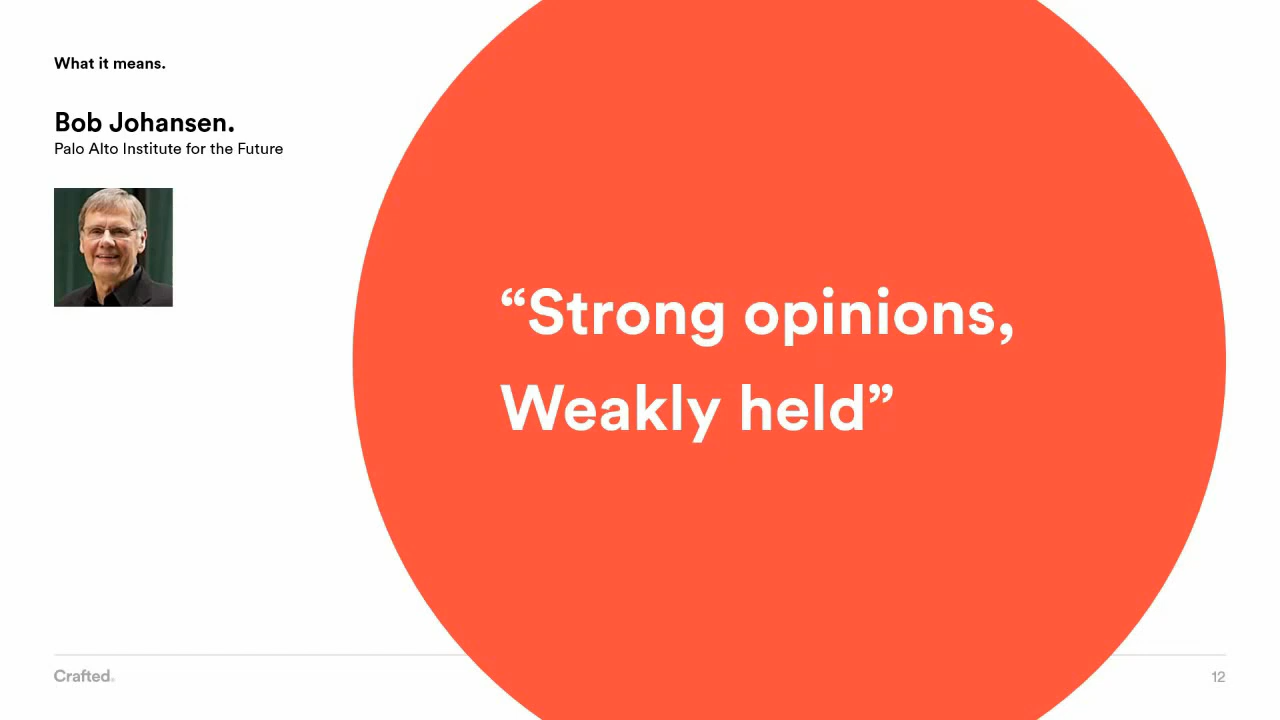 What it means.
Bob Johansen.
Palo Alto Institute for the Future
“Strong opinions,
Weakly held”
Crafted.
12